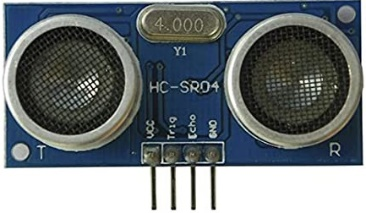 4.000
Y1
HC-SR04
Vcc Trig Echo GND
T R